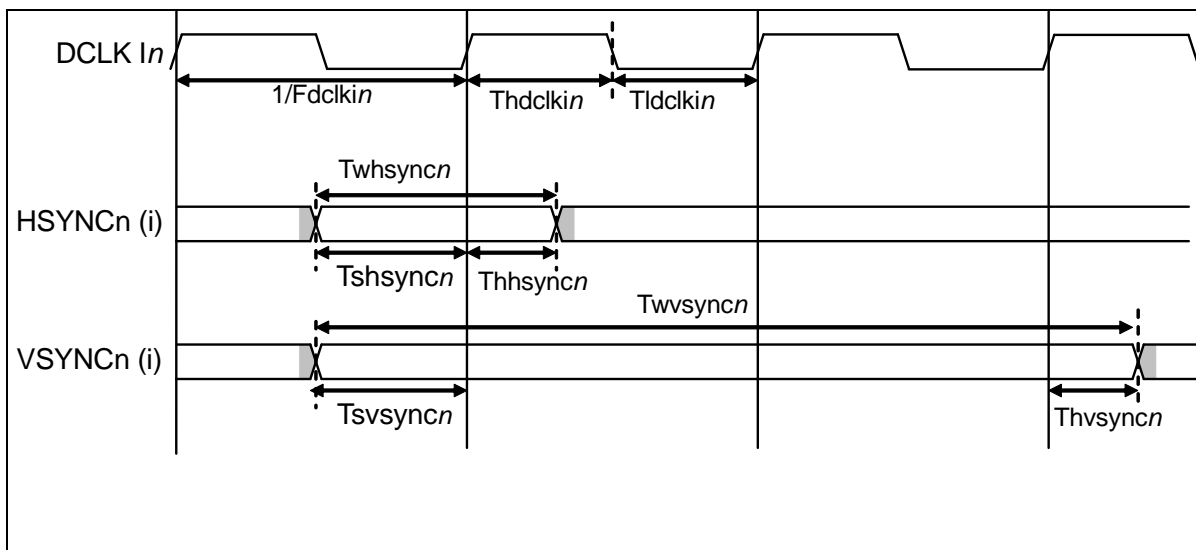 DCLK In
1/Fdclkin
Thdclkin
Tldclkin
Twhsyncn
HSYNCn (i)
Tshsyncn
Thhsyncn
Twvsyncn
VSYNCn (i)
Tsvsyncn
Thvsyncn